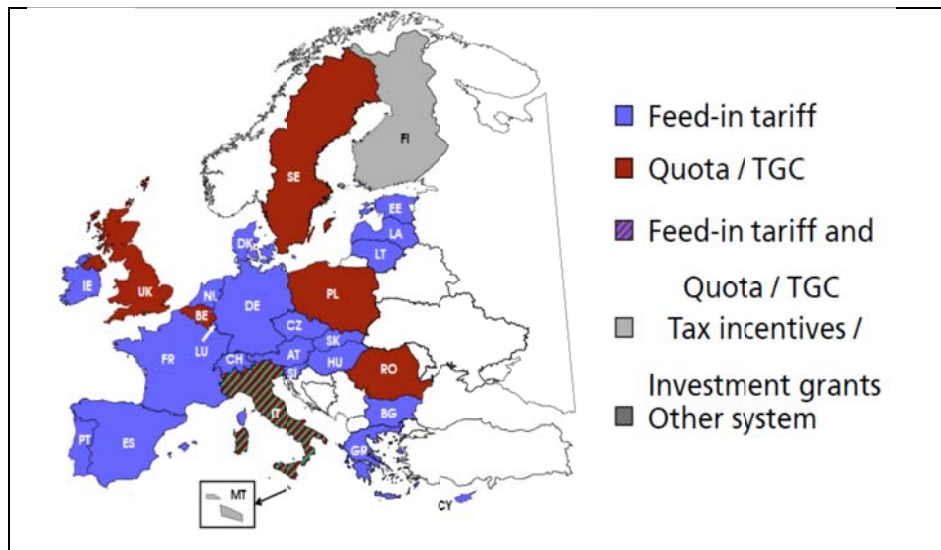 FI
SE
EE
LA
LT
DK
IE
UK
NL
BE
LU
DE
PL
CZ
SK
FR
CH
AT
HU
SI
RO
IT
BG
PT
ES
GR
MT
CY
Feed-in tariff
Quota / TGC
Feed-in tariff and
Quota / TGC
Tax incentives /
Investment grants
Other system